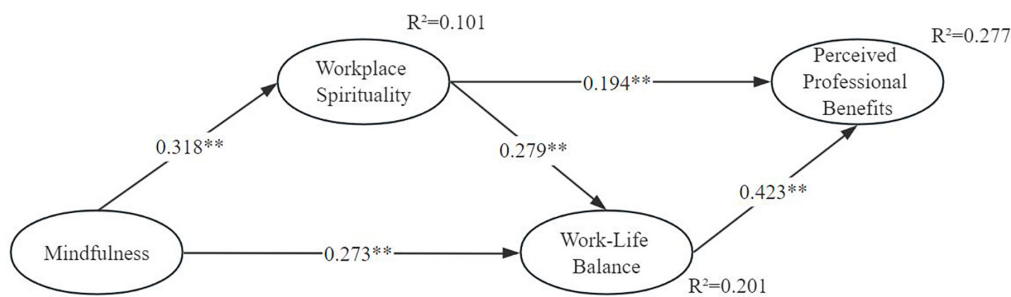 R²=0.101
R²=0.277
Workplace
Spirituality
0.194**
Perceived
Professional
Benefits
0.318**
0.279**
0.423**
Mindfulness
0.273**
Work-Life
Balance
R²=0.201